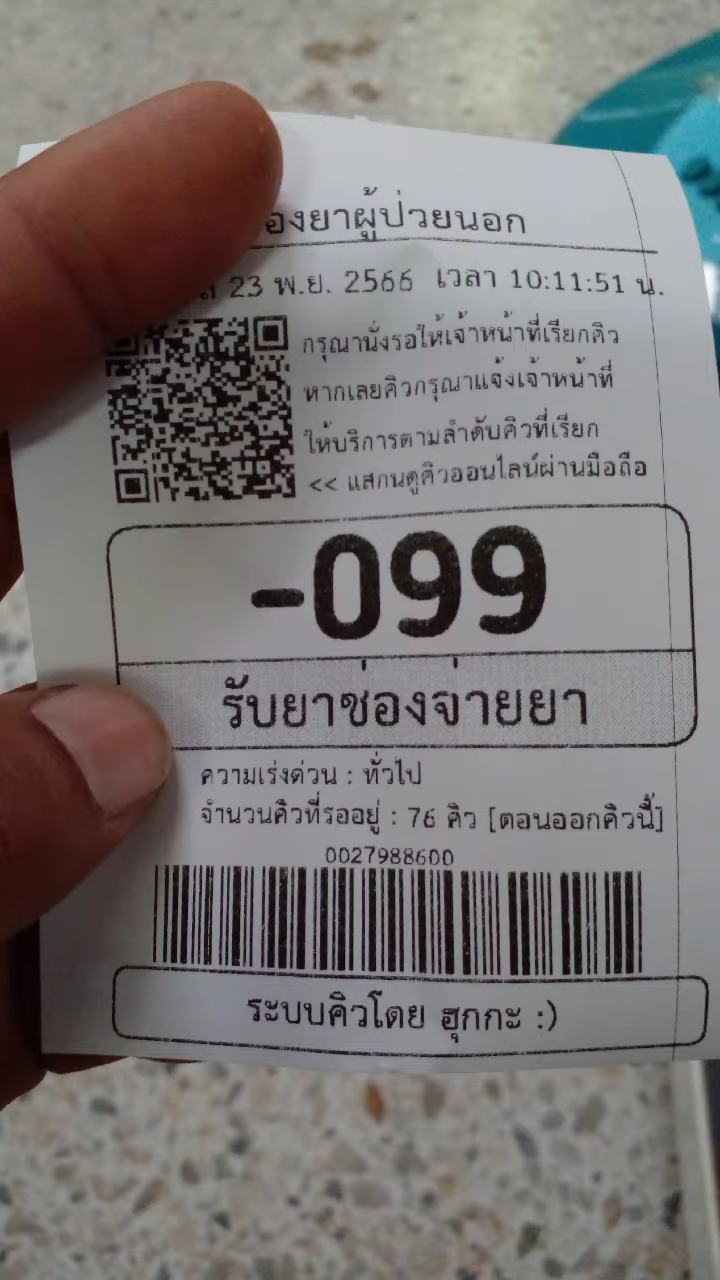 องยาผู้ป่วยนอก
23 พ.ย. 2566 เวลา 10:11:51 น.
กรุณานั่งรอให้เจ้าหน้าที่เรียกคิว
หากเลยคิวกรุณาแจ้งเจ้าหน้าที่
ให้บริการตามลำดับคิวที่เรียก
<< แสกนดูคิวออนไลน์ผ่านมือถือ
-099
รับยาช่องจ่ายยา
ความเร่งด่วน : ทั่วไป
จำนวนคิวที่รออยู่ : 76 คิว [ตอนออกคิวนี้]
0027988600
ระบบคิวโดย ฮุกกะ :)